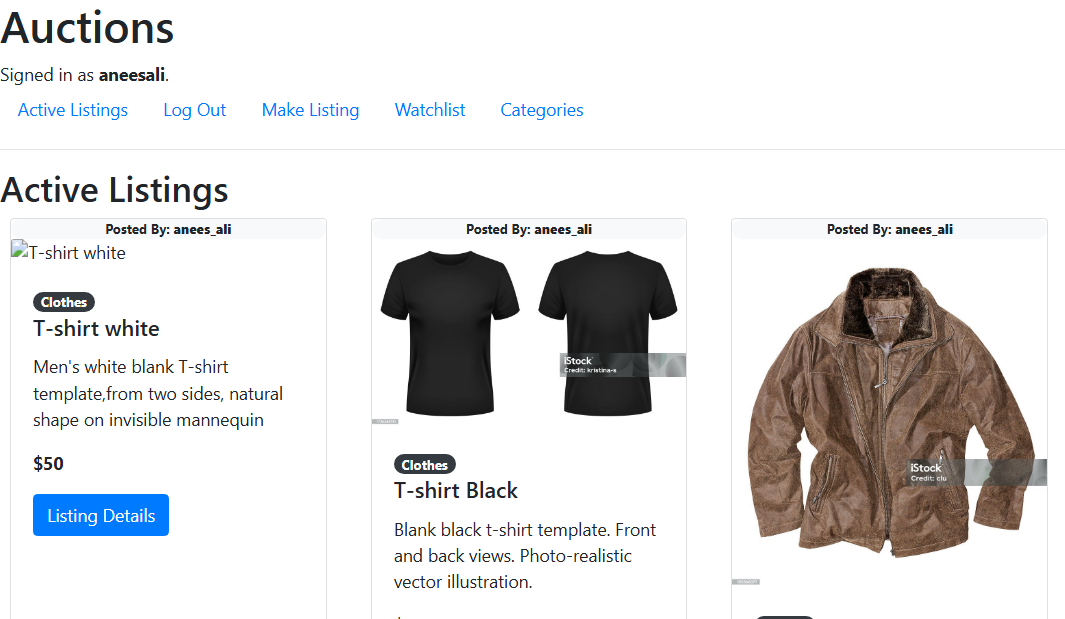 Auctions
Signed in as aneesali.
Active Listings Log Out Make Listing Watchlist Categories
Active Listings
Posted By: anees_ali
T-shirt white
Clothes
T-shirt white
Men's white blank T-shirt
template,from two sides, natural
shape on invisible mannequin
$50
Listing Details
Posted By: anees_ali
iStock
Credit: kristina-s
Clothes
T-shirt Black
Blank black t-shirt template. Front
and back views. Photo-realistic
vector illustration.
Posted By: anees_ali
iStock
Credit: clu